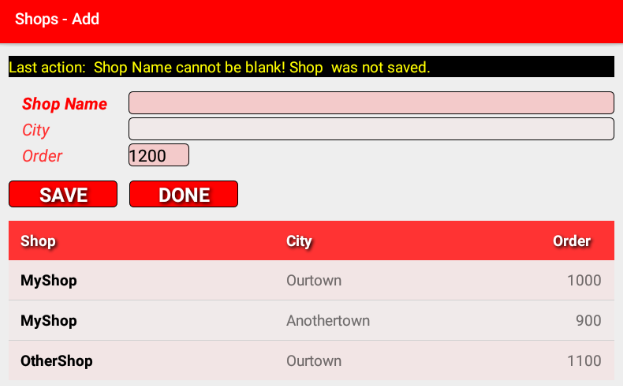 Shops - Add
Last action:  Shop Name cannot be blank! Shop  was not saved.
Shop Name
City
Order 1200
SAVE DONE
Shop City Order
MyShop Ourtown 1000
MyShop Anothertown 900
OtherShop Ourtown 1100